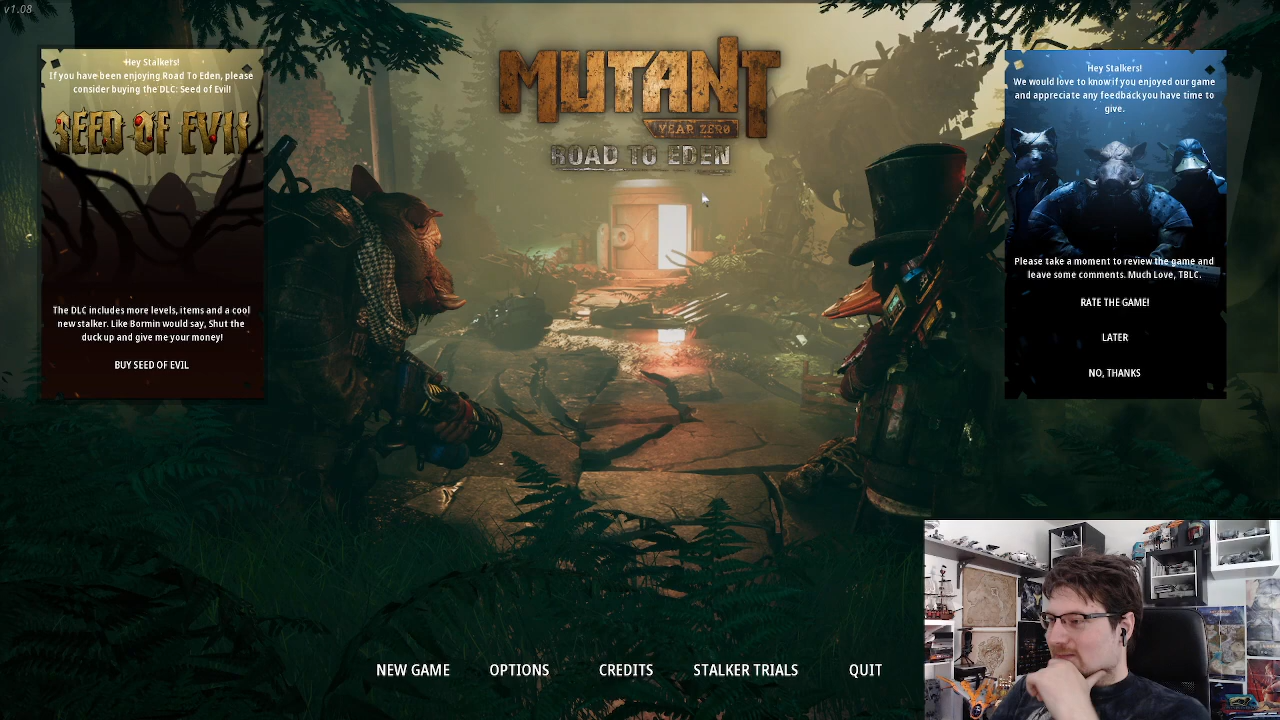 v1.08
Hey Stalkers!
If you have been enjoying Road To Eden, please
consider buying the DLC: Seed of Evil!
SEED OF EVIL
The DLC includes more levels, items and a cool
new stalker. Like Bormin would say, Shut the
duck up and give me your money!
BUY SEED OF EVIL
MUTANT
YEAR ZERO
ROAD TO EDEN
Hey Stalkers!
We would love to know if you enjoyed our game
and appreciate any feedback you have time to
give.
Please take a moment to review the game and
leave some comments. Much Love, TBLC.
RATE THE GAME!
LATER
NO, THANKS
NEW GAME
OPTIONS
CREDITS
STALKER TRIALS
QUIT